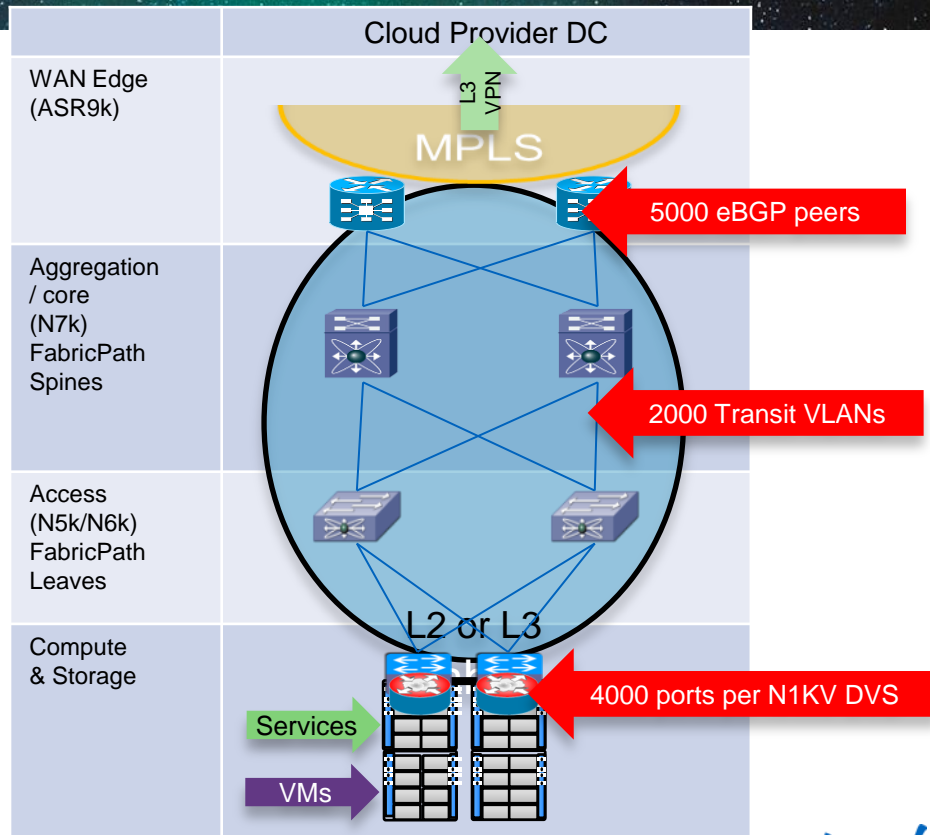 Cloud Provider DC
WAN Edge
(ASR9k)
L3
VPN
MPLS
5000 eBGP peers
Aggregation
/ core
(N7k)
FabricPath
Spines
2000 Transit VLANs
Access
(N5k/N6k)
FabricPath
Leaves
L2 or L3
Compute
& Storage
4000 ports per N1KV DVS
Services
VMs